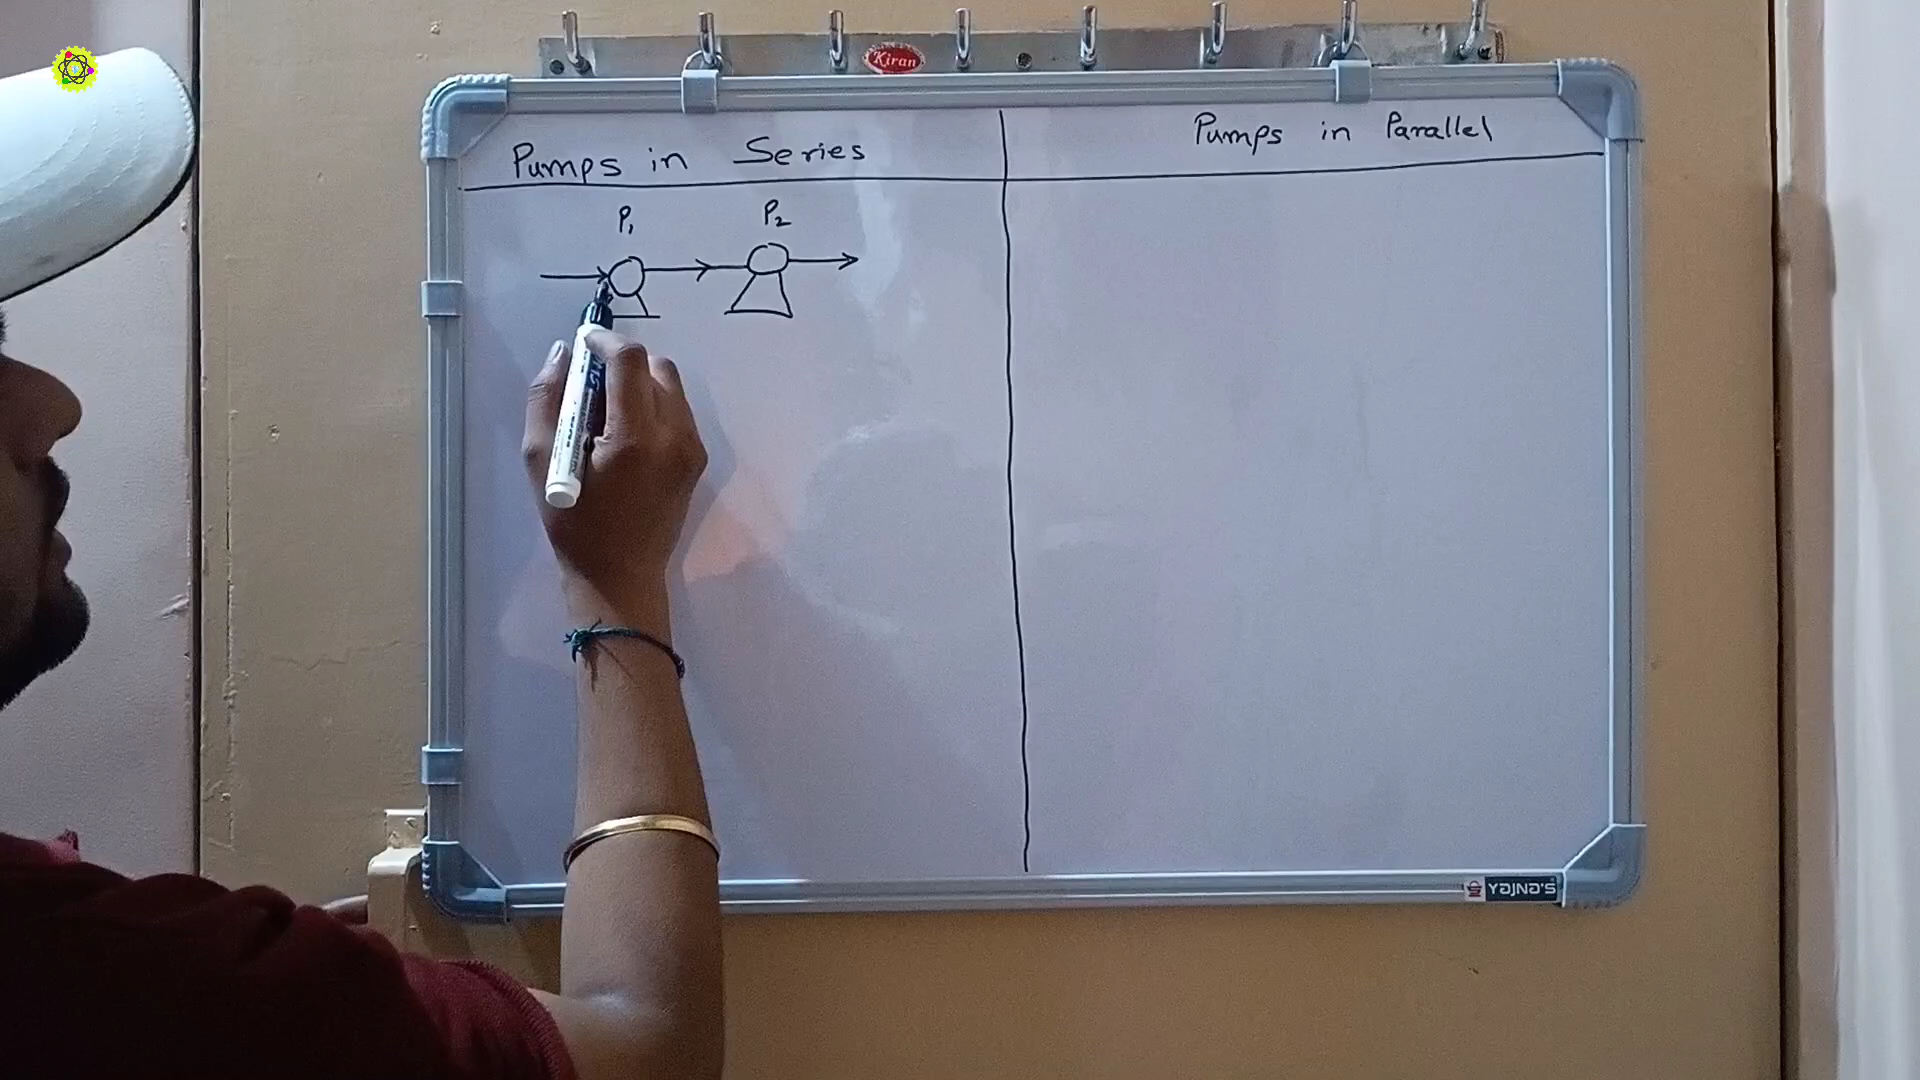 Kiran
Pumps in Series
Pumps in Parallel
P1
P2
YAJNA'S